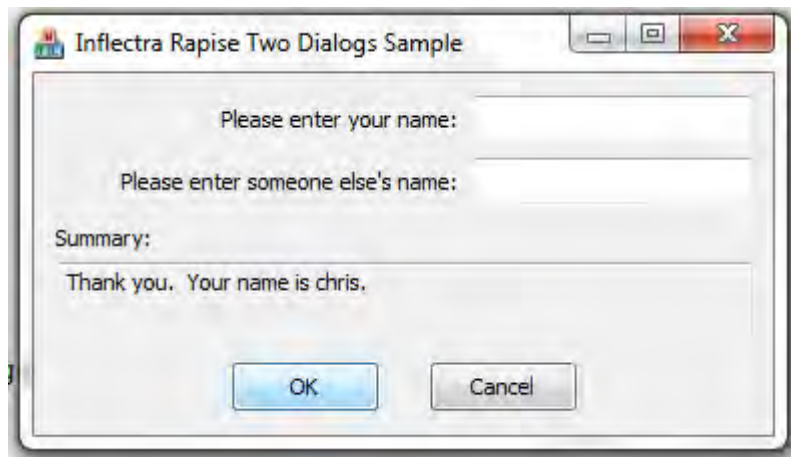 Inflectra Rapise Two Dialogs Sample
Please enter your name:
Please enter someone else's name:
Summary:
Thank you.  Your name is chris.
OK
Cancel